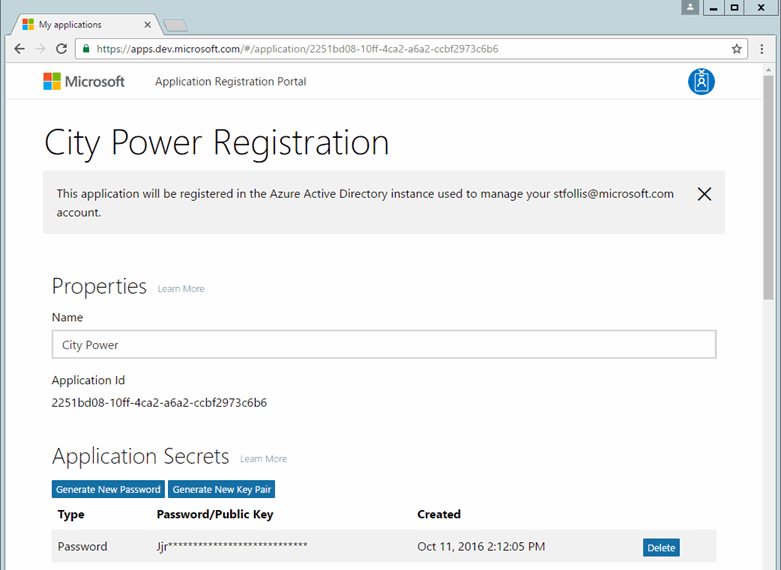 My applications
https://apps.dev.microsoft.com/#/application/2251bd08-10ff-4ca2-a6a2-ccbf2973c6b6
Microsoft Application Registration Portal
City Power Registration
This application will be registered in the Azure Active Directory instance used to manage your stfollis@microsoft.com
account.
Properties Learn More
Name
City Power
Application Id
2251bd08-10ff-4ca2-a6a2-ccbf2973c6b6
Application Secrets Learn More
Generate New Password Generate New Key Pair
Type Password/Public Key Created
Password Jjr**************************** Oct 11, 2016 2:12:05 PM Delete